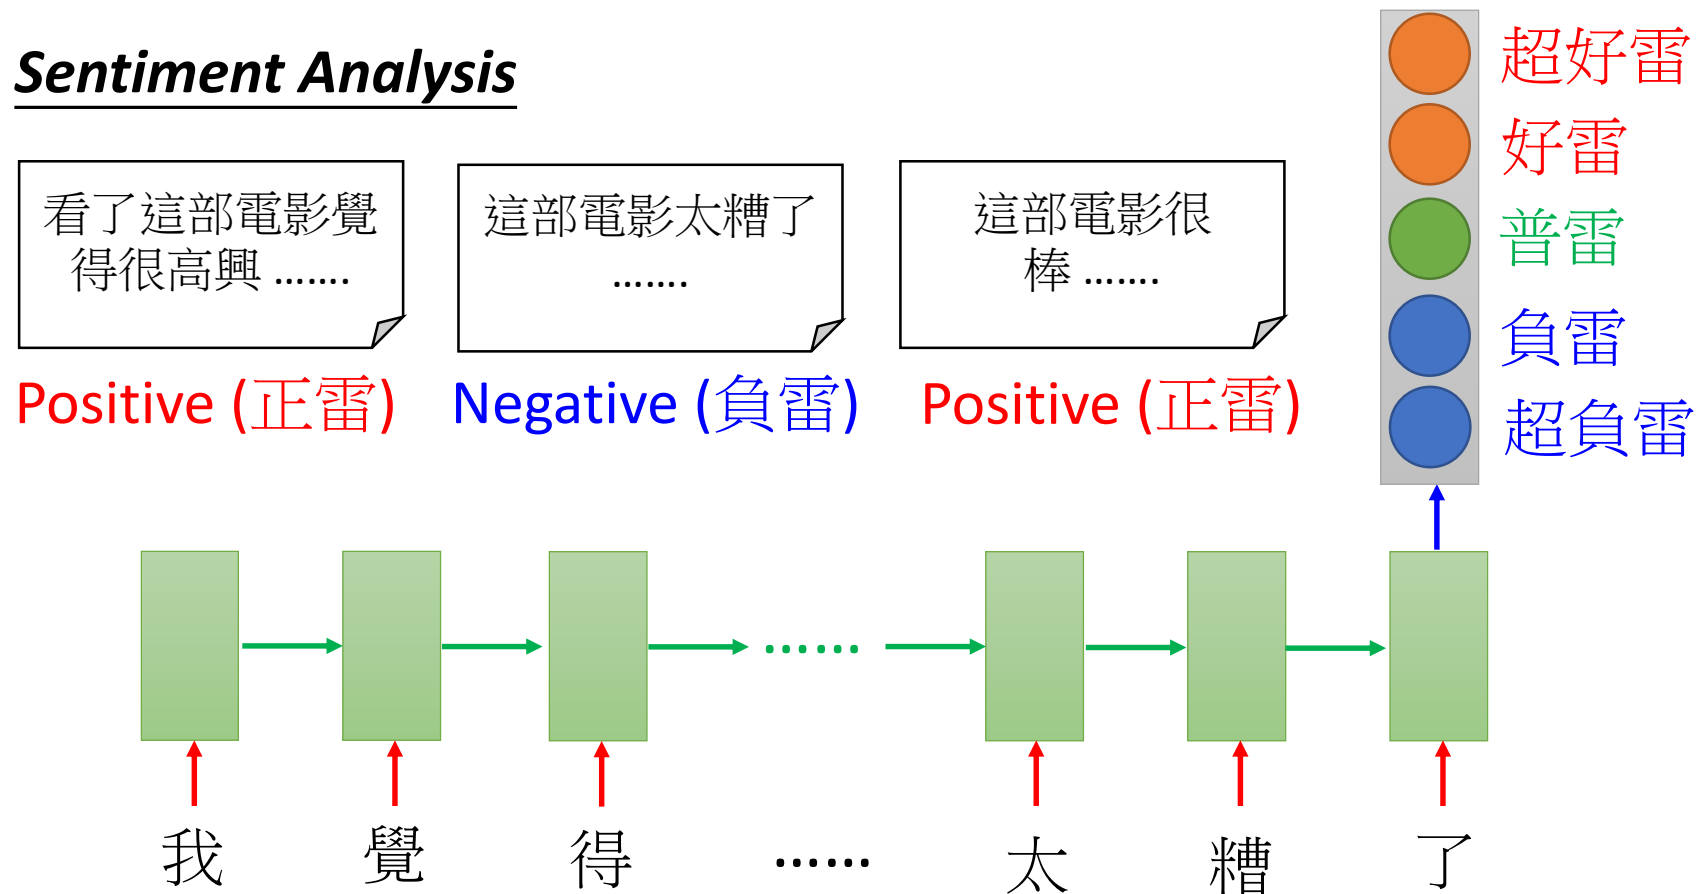 Sentiment Analysis
看了這部電影覺
得很高興 …….
Positive (正雷)
這部電影太糟了
…….
Negative (負雷)
這部電影很
棒 …….
Positive (正雷)
超好雷
好雷
普雷
負雷
超負雷
……
我 覺 得 …… 太 糟 了